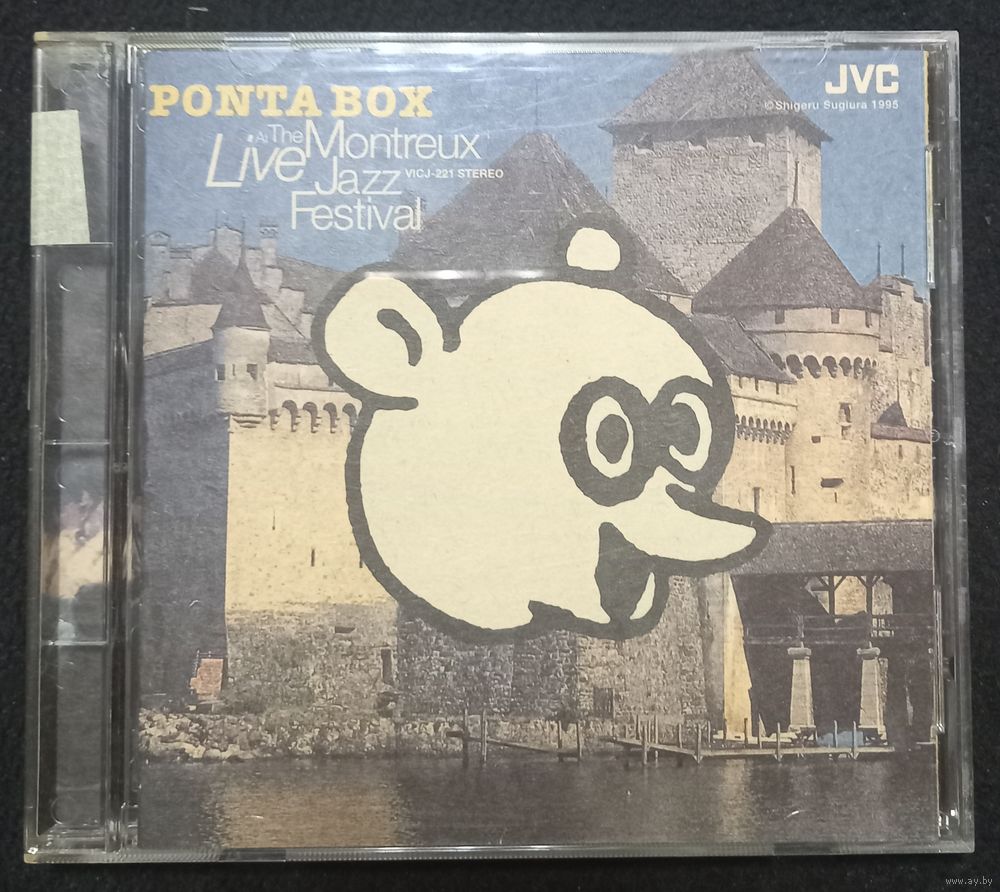 PONTA BOX
Live At The Montreux
Jazz
Festival
VICJ-221 STEREO
JVC
©Shigeru Sugiura 1995
www.ay.by